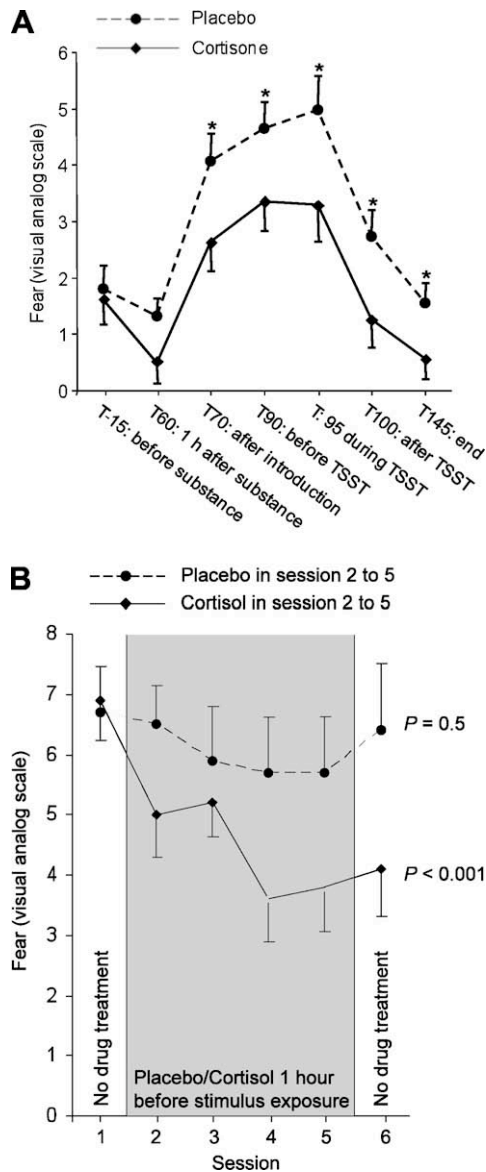 A
Placebo
Cortisone
Fear (visual analog scale)
6
5
4
3
2
1
0
*
*
*
*
*
T-15: before substance
T60: 1 h after substance
T70: after introduction
T90: before TSST
T: 95 during TSST
T100: after TSST
T145: end
B
Placebo in session 2 to 5
Cortisol in session 2 to 5
Fear (visual analog scale)
8
7
6
5
4
3
2
1
0
P = 0.5
P < 0.001
No drug treatment
Placebo/Cortisol 1 hour
before stimulus exposure
No drug treatment
1 2 3 4 5 6
Session